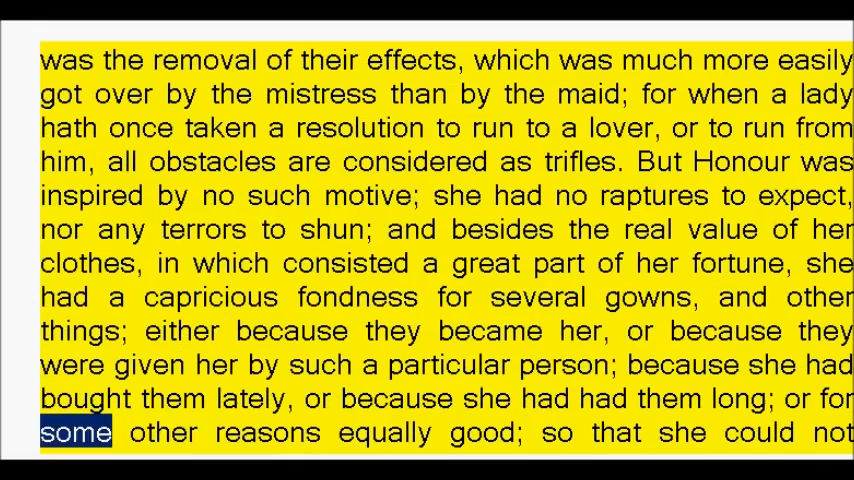 was the removal of their effects, which was much more easily
got over by the mistress than by the maid; for when a lady
hath once taken a resolution to run to a lover, or to run from
him, all obstacles are considered as trifles. But Honour was
inspired by no such motive; she had no raptures to expect,
nor any terrors to shun; and besides the real value of her
clothes, in which consisted a great part of her fortune, she
had a capricious fondness for several gowns, and other
things; either because they became her, or because they
were given her by such a particular person; because she had
bought them lately, or because she had had them long; or for
some other reasons equally good; so that she could not